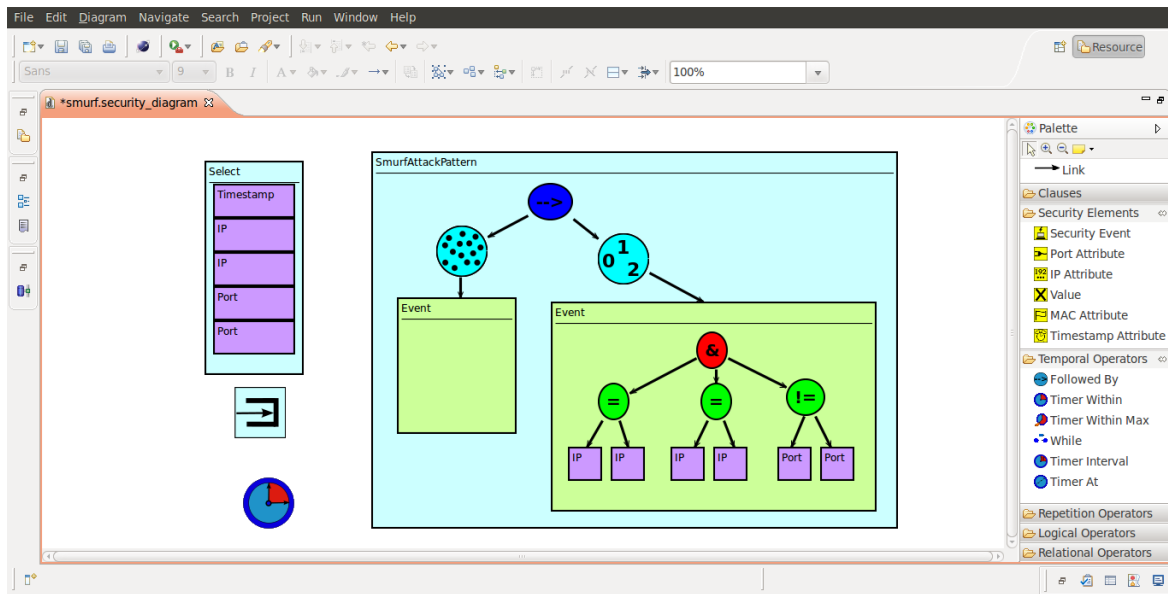 File Edit Diagram Navigate Search Project Run Window Help
Resource
Sans 9 B I A 100%
*smurf.security_diagram
Select
Timestamp
IP
IP
Port
Port
SmurfAttackPattern
-->
0 1 2
Event
Event
&
= = !=
IP IP IP IP Port Port
Palette
Link
Clauses
Security Elements
Security Event
Port Attribute
192 IP Attribute
X Value
MAC Attribute
Timestamp Attribute
Temporal Operators
Followed By
Timer Within
Timer Within Max
While
Timer Interval
Timer At
Repetition Operators
Logical Operators
Relational Operators